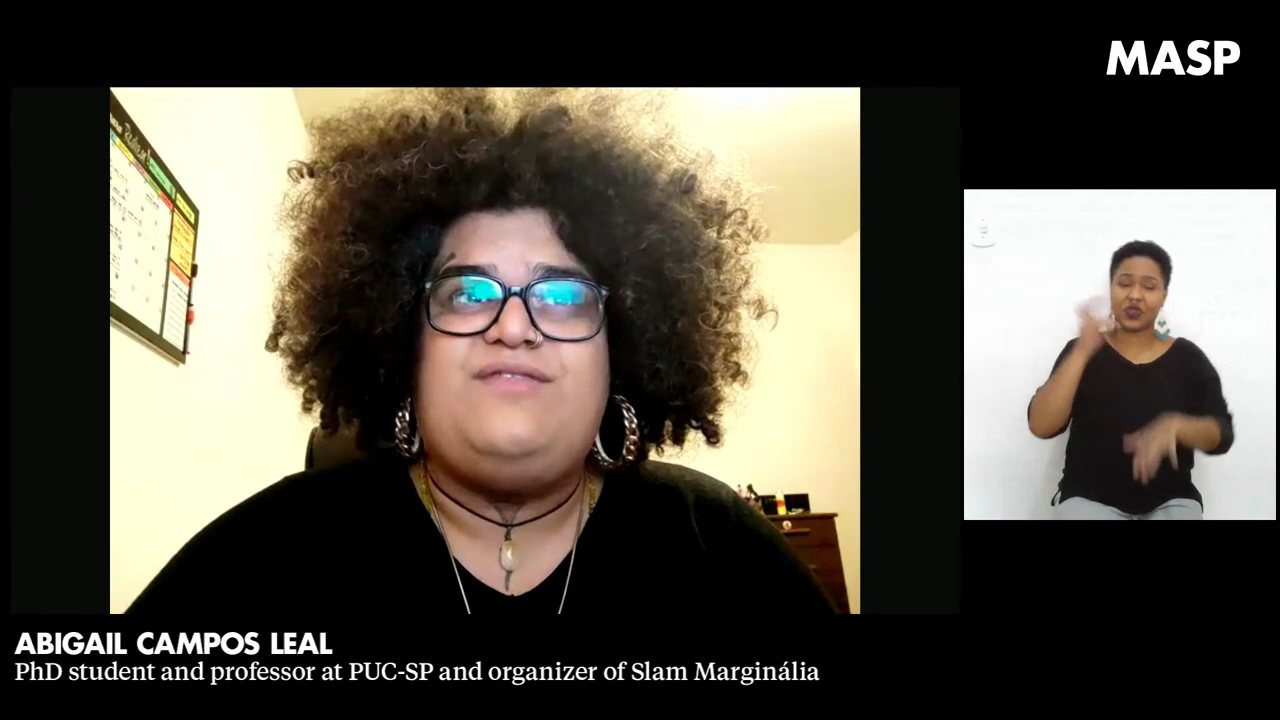 MASP
ABIGAIL CAMPOS LEAL
PhD student and professor at PUC-SP and organizer of Slam Marginália